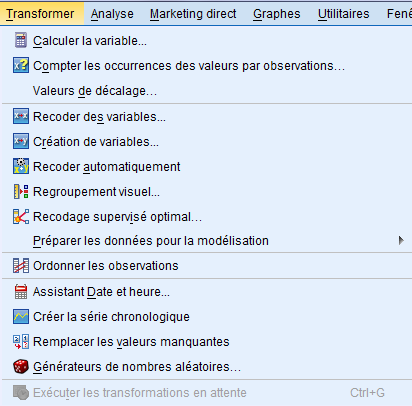 Transformer Analyse Marketing direct Graphes Utilitaires Fenê
Calculer la variable...
Compter les occurrences des valeurs par observations...
Valeurs de décalage...
Recoder des variables...
Création de variables...
Recoder automatiquement
Regroupement visuel...
Recodage supervisé optimal...
Préparer les données pour la modélisation
Ordonner les observations
Assistant Date et heure...
Créer la série chronologique
Remplacer les valeurs manquantes
Générateurs de nombres aléatoires...
Exécuter les transformations en attente Ctrl+G